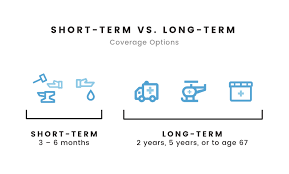 SHORT-TERM VS. LONG-TERM
Coverage Options
SHORT-TERM
3 – 6 months
LONG-TERM
2 years, 5 years, or to age 67